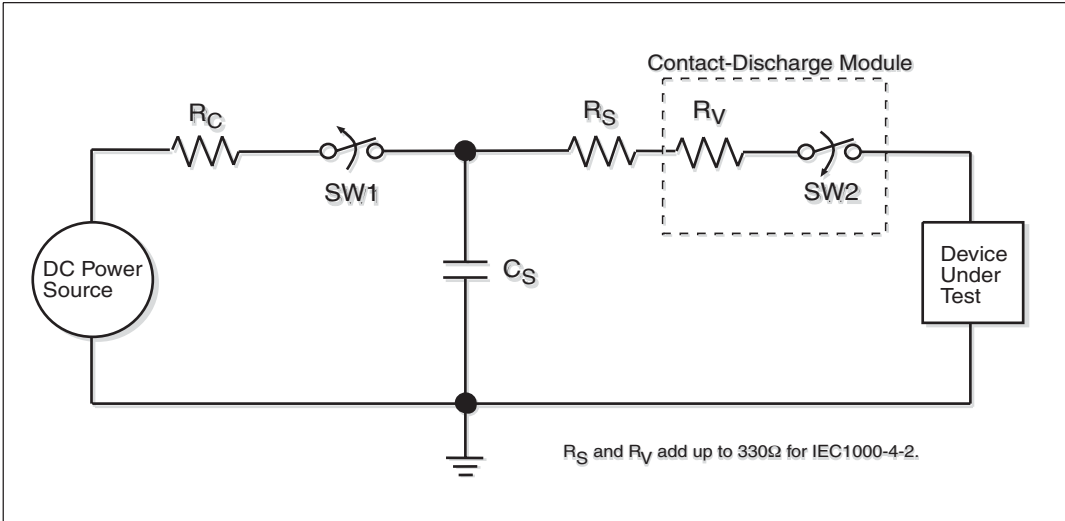 Contact-Discharge Module
RC
RS
RV
SW1
SW2
DC Power
Source
CS
Device
Under
Test
RS and RV add up to 330Ω for IEC1000-4-2.